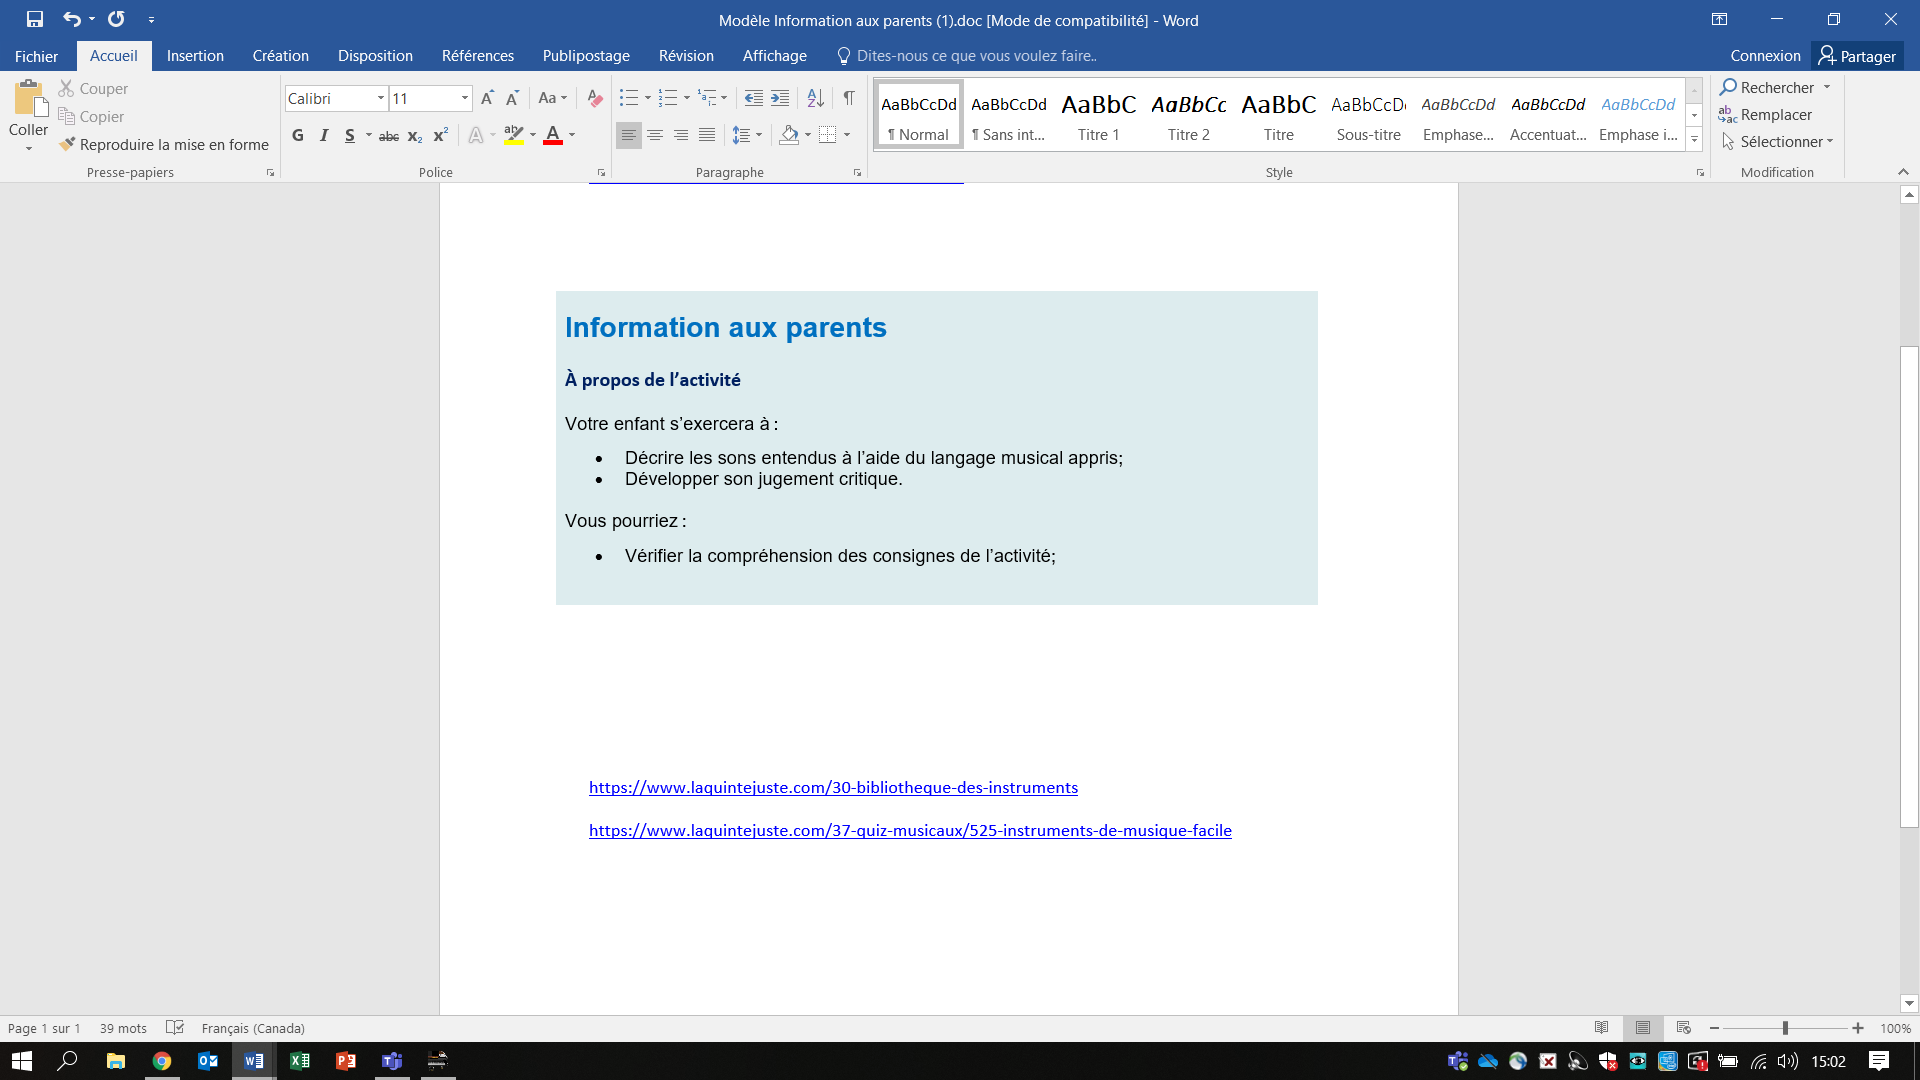 Modèle Information aux parents (1).doc [Mode de compatibilité] - Word
Fichier Accueil Insertion Création Disposition Références Publipostage Révision Affichage Dites-nous ce que vous voulez faire.. Connexion Partager
Coller
Couper
Copier
Reproduire la mise en forme
Presse-papiers
Calibri 11
Aa
G I S abc x₂ x² ab A
Police
Paragraphe
AaBbCcDd AaBbCcDd AaBbC AaBbCc AaBbC AaBbCcD AaBbCcDd AaBbCcDd AaBbCcDd
¶ Normal ¶ Sans int... Titre 1 Titre 2 Titre Sous-titre Emphase... Accentuat... Emphase i...
Style
Rechercher
Remplacer
Sélectionner
Modification
Information aux parents
À propos de l’activité
Votre enfant s’exercera à :
• Décrire les sons entendus à l’aide du langage musical appris;
• Développer son jugement critique.
Vous pourriez :
• Vérifier la compréhension des consignes de l’activité;
https://www.laquintejuste.com/30-bibliotheque-des-instruments
https://www.laquintejuste.com/37-quiz-musicaux/525-instruments-de-musique-facile
Page 1 sur 1 39 mots Français (Canada) 100%
15:02